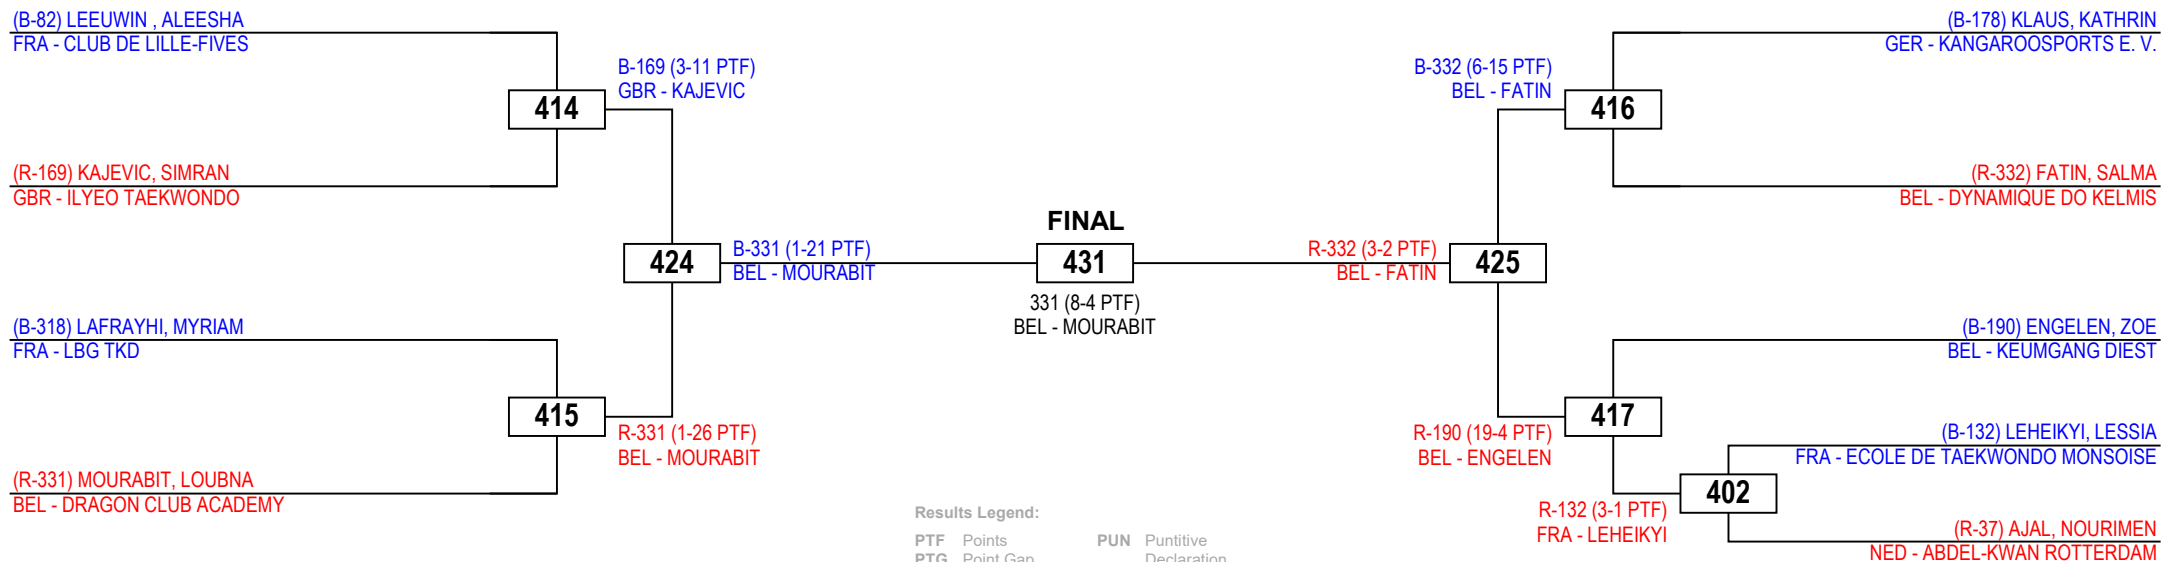 (B-82) LEEUWIN , ALEESHA
FRA - CLUB DE LILLE-FIVES
414
(R-169) KAJEVIC, SIMRAN
GBR - ILYEO TAEKWONDO
B-169 (3-11 PTF)
GBR - KAJEVIC
424
(B-318) LAFRAYHI, MYRIAM
FRA - LBG TKD
415
(R-331) MOURABIT, LOUBNA
BEL - DRAGON CLUB ACADEMY
R-331 (1-26 PTF)
BEL - MOURABIT
B-331 (1-21 PTF)
BEL - MOURABIT
FINAL
431
331 (8-4 PTF)
BEL - MOURABIT
R-332 (3-2 PTF)
BEL - FATIN
425
B-332 (6-15 PTF)
BEL - FATIN
416
(B-178) KLAUS, KATHRIN
GER - KANGAROOSPORTS E. V.
(R-332) FATIN, SALMA
BEL - DYNAMIQUE DO KELMIS
(B-190) ENGELEN, ZOE
BEL - KEUMGANG DIEST
417
R-190 (19-4 PTF)
BEL - ENGELEN
(B-132) LEHEIKYI, LESSIA
FRA - ECOLE DE TAEKWONDO MONSOISE
402
R-132 (3-1 PTF)
FRA - LEHEIKYI
(R-37) AJAL, NOURIMEN
NED - ABDEL-KWAN ROTTERDAM
Results Legend:
PTF Points PUN Puntitive
PTG Point Gap Declaration